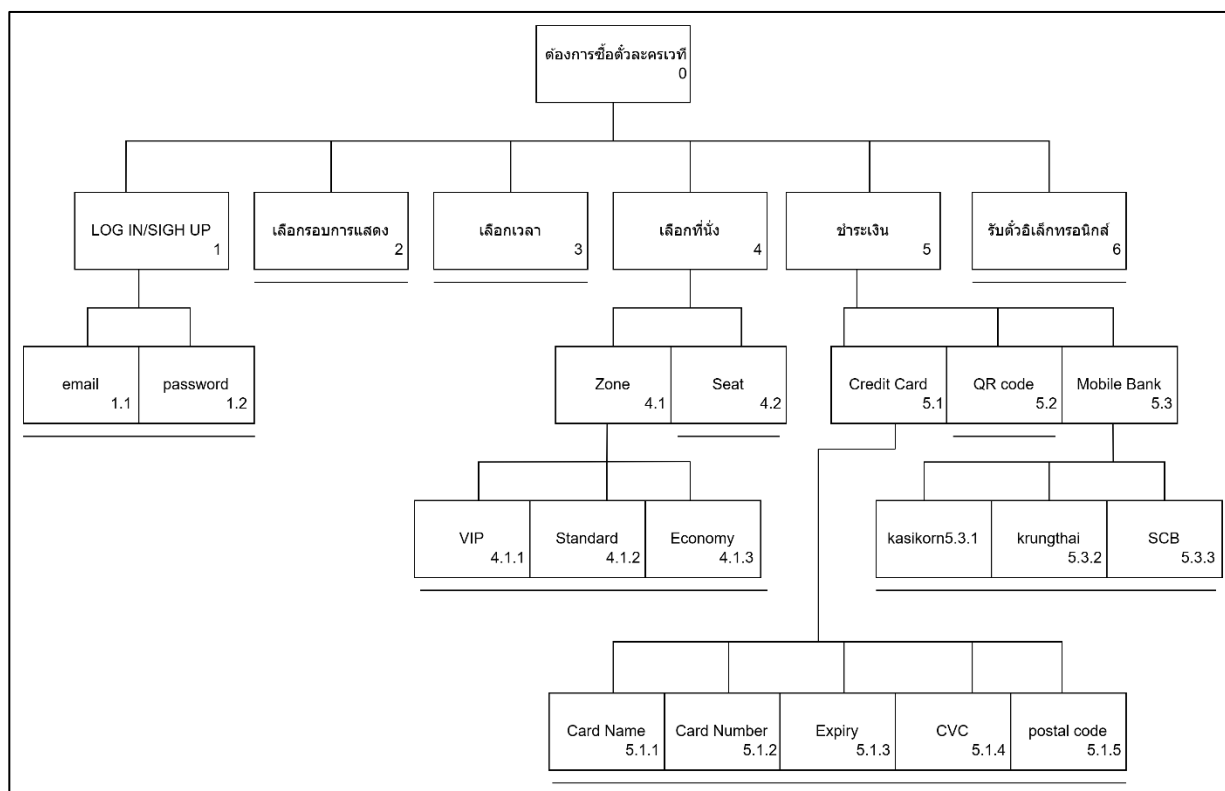 ต้องการซื้อตั๋วละครเวที
0
LOG IN/SIGH UP
1
เลือกรอบการแสดง
2
เลือกเวลา
3
เลือกที่นั่ง
4
ชำระเงิน
5
รับตั๋วอิเล็กทรอนิกส์
6
email
1.1
password
1.2
Zone
4.1
Seat
4.2
Credit Card
5.1
QR code
5.2
Mobile Bank
5.3
VIP
4.1.1
Standard
4.1.2
Economy
4.1.3
kasikorn5.3.1
krungthai
5.3.2
SCB
5.3.3
Card Name
5.1.1
Card Number
5.1.2
Expiry
5.1.3
CVC
5.1.4
postal code
5.1.5